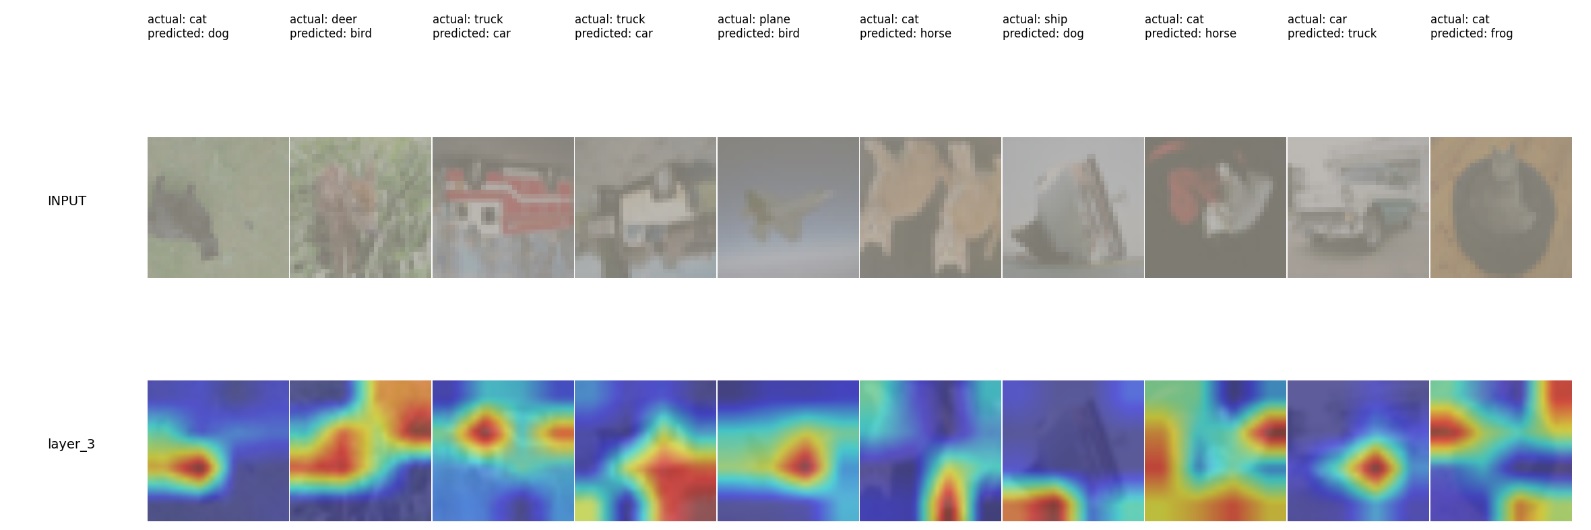 actual: cat
predicted: dog
actual: deer
predicted: bird
actual: truck
predicted: car
actual: truck
predicted: car
actual: plane
predicted: bird
actual: cat
predicted: horse
actual: ship
predicted: dog
actual: cat
predicted: horse
actual: car
predicted: truck
actual: cat
predicted: frog
INPUT
layer_3